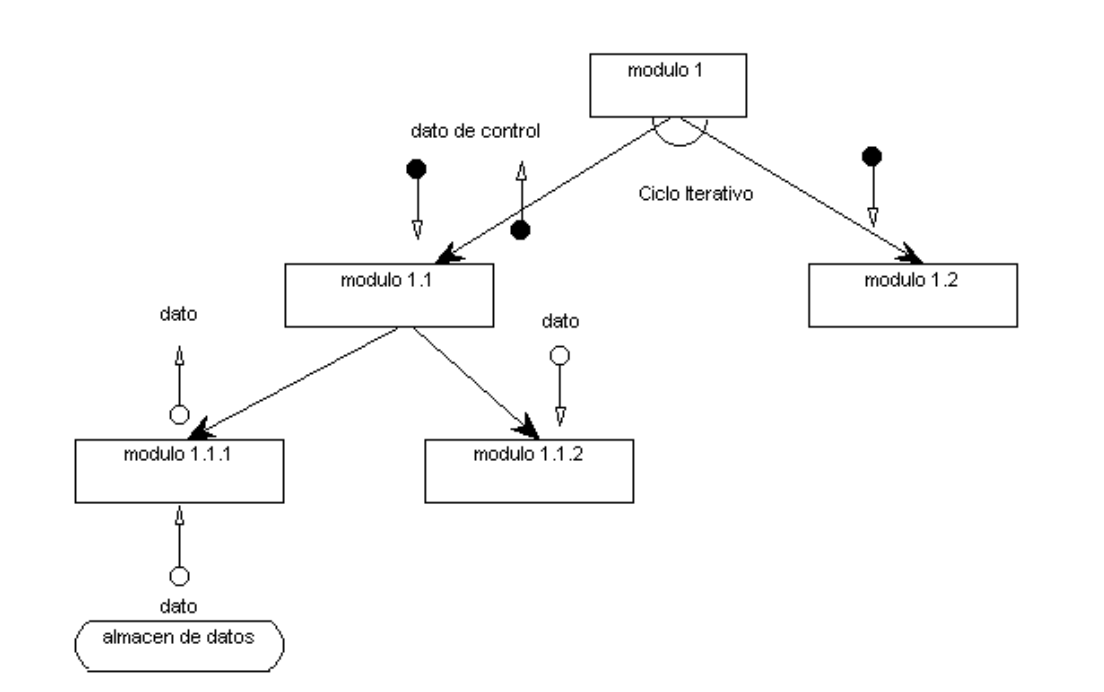 modulo 1
dato de control
Ciclo Iterativo
modulo 1.1
modulo 1.2
dato
dato
modulo 1.1.1
modulo 1.1.2
dato
almacen de datos